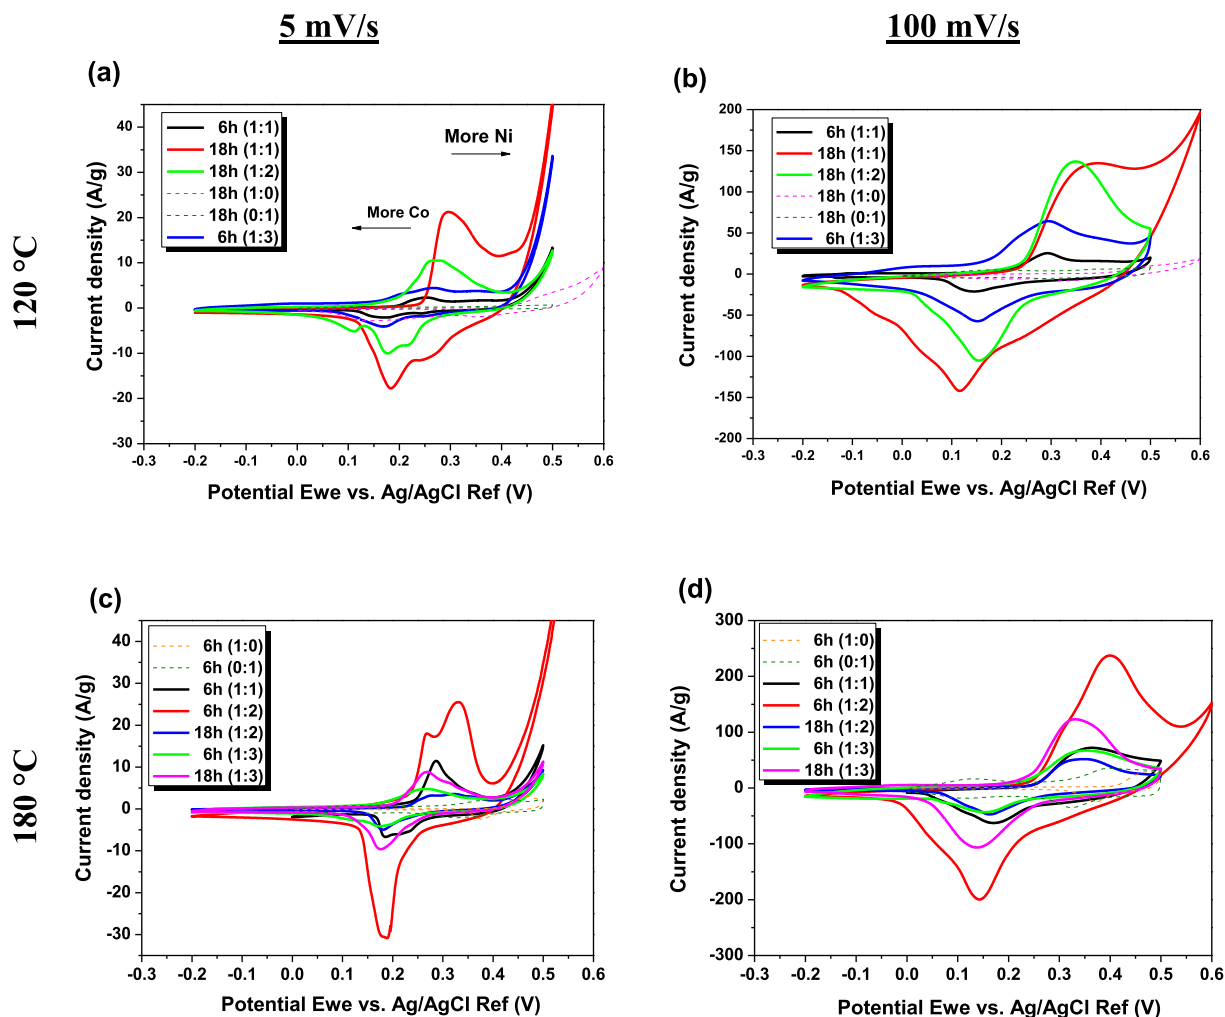 5 mV/s
100 mV/s
120 °C
180 °C
(a)
6h (1:1)
18h (1:1)
18h (1:2)
18h (1:0)
18h (0:1)
6h (1:3)
More Ni
More Co
40
30
20
10
0
-10
-20
-30
-0.3 -0.2 -0.1 0.0 0.1 0.2 0.3 0.4 0.5 0.6
Current density (A/g)
Potential Ewe vs. Ag/AgCl Ref (V)
(b)
6h (1:1)
18h (1:1)
18h (1:2)
18h (1:0)
18h (0:1)
6h (1:3)
200
150
100
50
0
-50
-100
-150
-200
-0.3 -0.2 -0.1 0.0 0.1 0.2 0.3 0.4 0.5 0.6
Current density (A/g)
Potential Ewe vs. Ag/AgCl Ref (V)
(c)
6h (1:0)
6h (0:1)
6h (1:1)
6h (1:2)
18h (1:2)
6h (1:3)
18h (1:3)
40
30
20
10
0
-10
-20
-30
-0.3 -0.2 -0.1 0.0 0.1 0.2 0.3 0.4 0.5 0.6
Current density (A/g)
Potential Ewe vs. Ag/AgCl Ref (V)
(d)
6h (1:0)
6h (0:1)
6h (1:1)
6h (1:2)
18h (1:2)
6h (1:3)
18h (1:3)
300
200
100
0
-100
-200
-300
-0.3 -0.2 -0.1 0.0 0.1 0.2 0.3 0.4 0.5 0.6
Current density (A/g)
Potential Ewe vs. Ag/AgCl Ref (V)